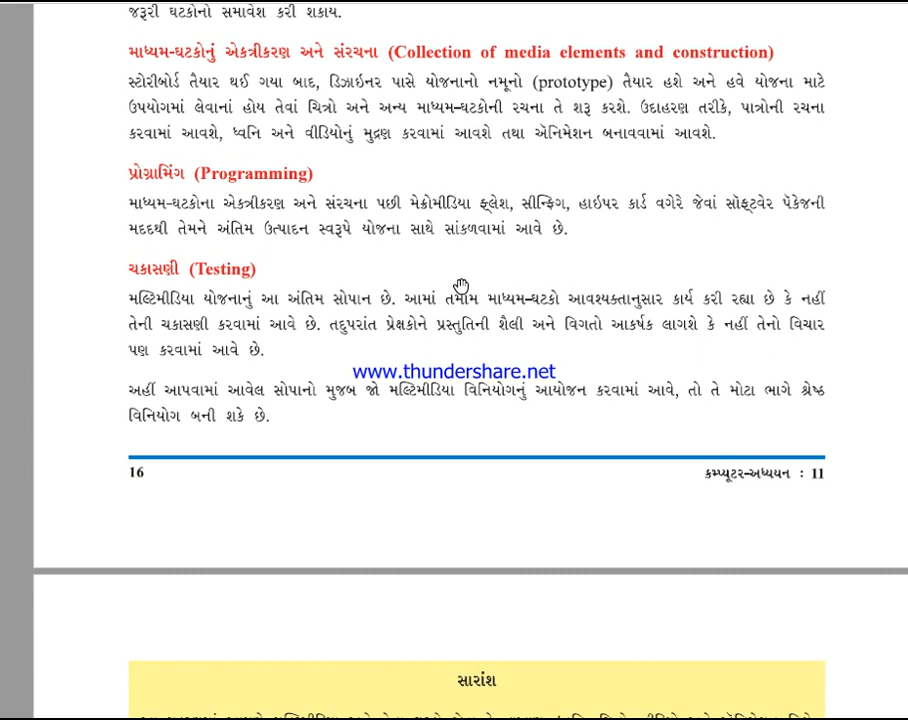 જરૂરી ઘટકોનો સમાવેશ કરી શકાય.
માધ્યમ-ઘટકોનું એકત્રીકરણ અને સંરચના (Collection of media elements and construction)
સ્ટોરીબોર્ડ તૈયાર થઈ ગયા બાદ, ડિઝાઇનર પાસે યોજનાનો નમૂનો (prototype) તૈયાર હશે અને હવે યોજના માટે
ઉપયોગમાં લેવાનાં હોય તેવાં ચિત્રો અને અન્ય માધ્યમ-ઘટકોની રચના તે શરૂ કરશે. ઉદાહરણ તરીકે, પાત્રોની રચના
કરવામાં આવશે, ધ્વનિ અને વીડિયોનું મુદ્રણ કરવામાં આવશે તથા ઍનિમેશન બનાવવામાં આવશે.
પ્રોગ્રામિંગ (Programming)
માધ્યમ-ઘટકોના એકત્રીકરણ અને સંરચના પછી મેક્રોમીડિયા ફ્લેશ, સીન્ફિગ, હાઇપર કાર્ડ વગેરે જેવાં સૉફ્ટવેર પૅકેજની
મદદથી તેમને અંતિમ ઉત્પાદન સ્વરૂપે યોજના સાથે સાંકળવામાં આવે છે.
ચકાસણી (Testing)
મલ્ટિમીડિયા યોજનાનું આ અંતિમ સોપાન છે. આમાં તમામ માધ્યમ-ઘટકો આવશ્યક્તાનુસાર કાર્ય કરી રહ્યા છે કે નહીં
તેની ચકાસણી કરવામાં આવે છે. તદુપરાંત પ્રેક્ષકોને પ્રસ્તુતિની શૈલી અને વિગતો આકર્ષક લાગશે કે નહીં તેનો વિચાર
પણ કરવામાં આવે છે.
www.thundershare.net
અહીં આપવામાં આવેલ સોપાનો મુજબ જો મલ્ટિમીડિયા વિનિયોગનું આયોજન કરવામાં આવે, તો તે મોટા ભાગે શ્રેષ્ઠ
વિનિયોગ બની શકે છે.
16 કમ્પ્યૂટર-અધ્યયન : II
સારાંશ